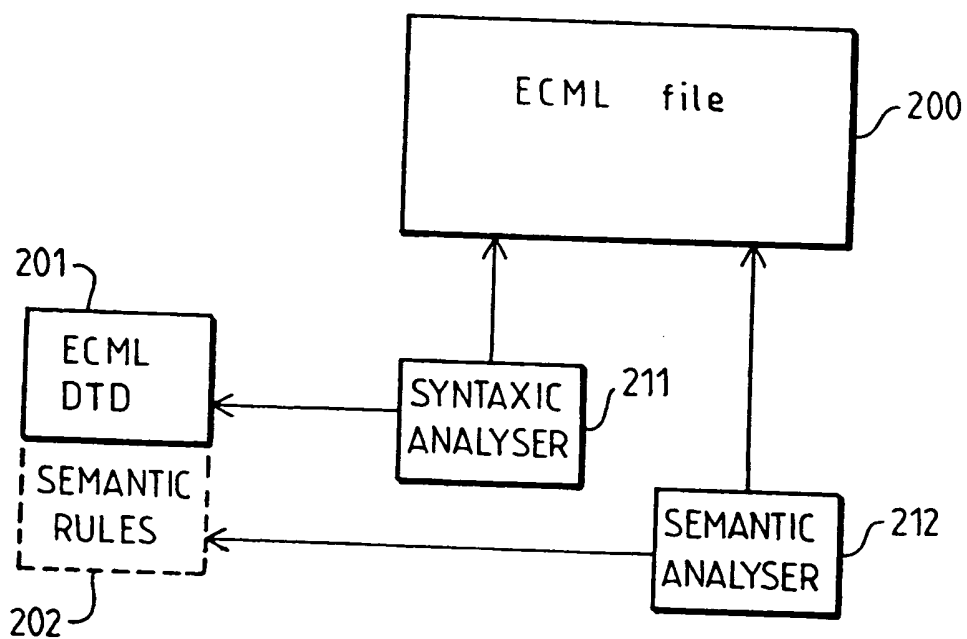 ECML file
200
201
ECML
DTD
SYNTAXIC
ANALYSER
211
SEMANTIC
RULES
SEMANTIC
ANALYSER
212
202